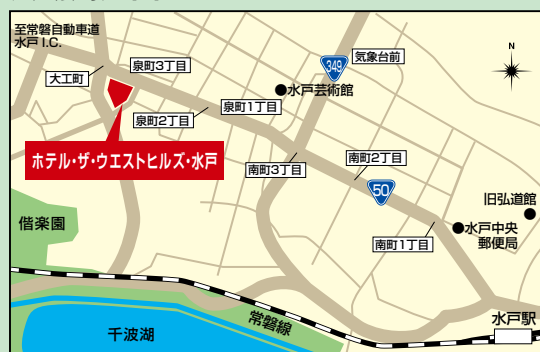 至常磐自動車道
水戸I.C.
泉町3丁目
大工町
349
気象台前
N
水戸芸術館
泉町1丁目
泉町2丁目
ホテル・ザ・ウエストヒルズ・水戸
南町3丁目
南町2丁目
50
旧弘道館
偕楽園
水戸中央
郵便局
南町1丁目
常磐線
水戸駅
千波湖